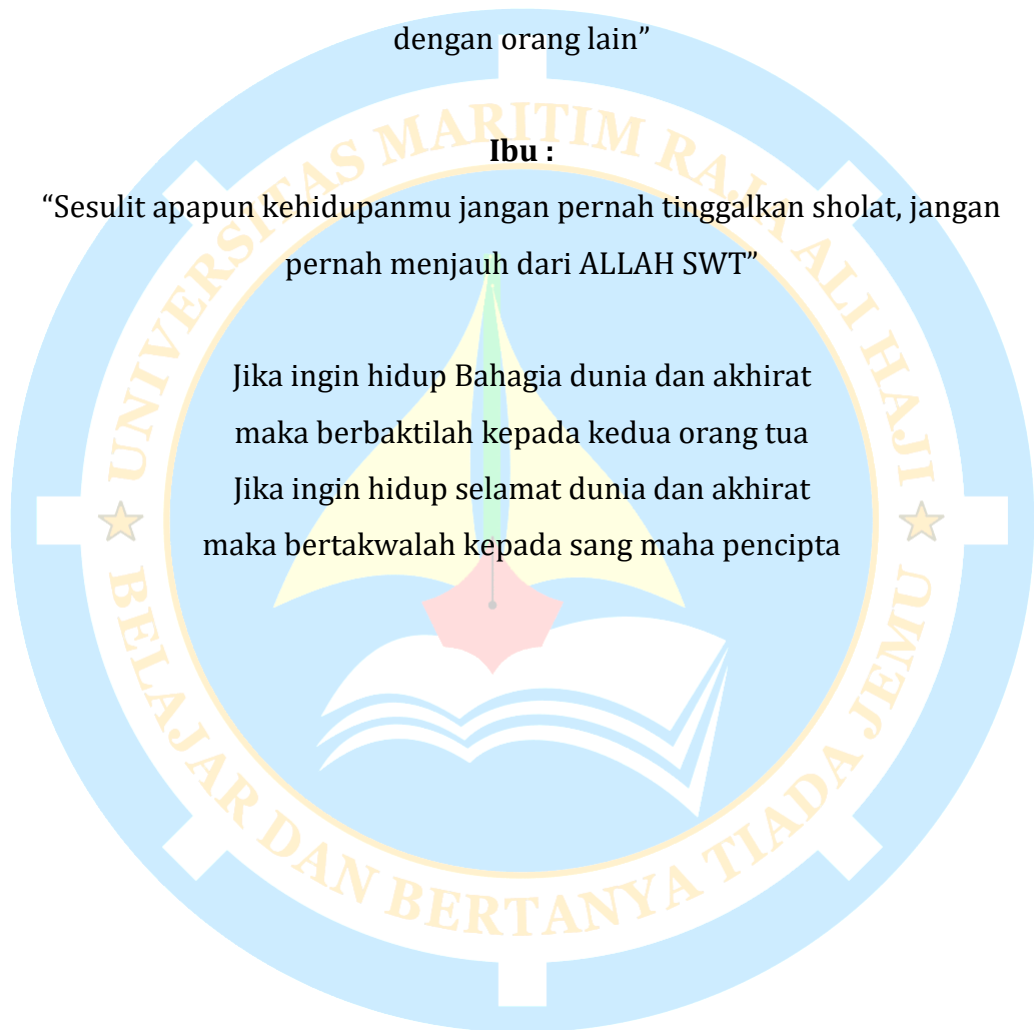 dengan orang lain”
Ibu :
“Sesulit apapun kehidupanmu jangan pernah tinggalkan sholat, jangan
pernah menjauh dari ALLAH SWT”
Jika ingin hidup Bahagia dunia dan akhirat
maka berbaktilah kepada kedua orang tua
Jika ingin hidup selamat dunia dan akhirat
maka bertakwalah kepada sang maha pencipta
UNIVERSITAS MARITIM RAJA ALI HAJI
BELAJAR DAN BERTANYA TIADA JEMU